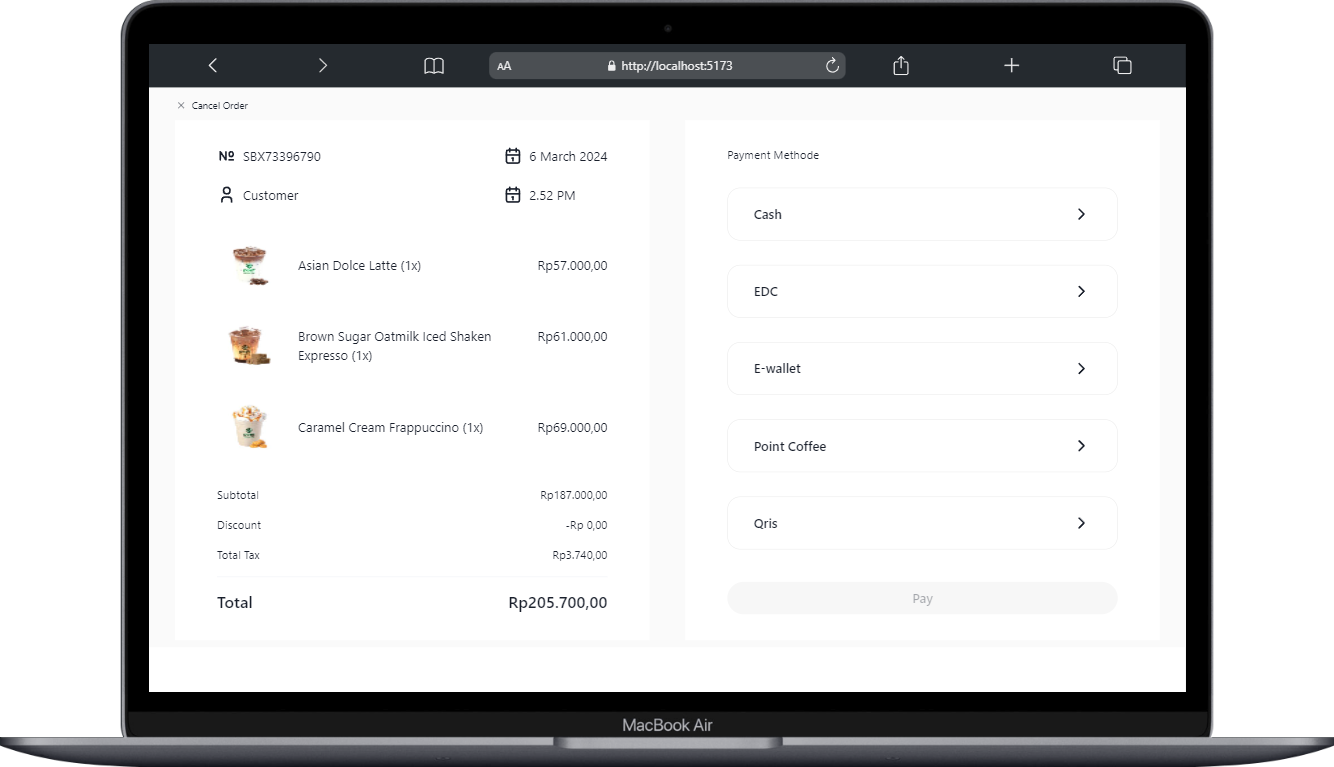 AA http://localhost:5173
Cancel Order
Nº SBX73396790
6 March 2024
Customer
2.52 PM
Asian Dolce Latte (1x) Rp57.000,00
Brown Sugar Oatmilk Iced Shaken Rp61.000,00
Expresso (1x)
Caramel Cream Frappuccino (1x) Rp69.000,00
Subtotal Rp187.000,00
Discount -Rp 0,00
Total Tax Rp3.740,00
Total Rp205.700,00
Payment Methode
Cash
EDC
E-wallet
Point Coffee
Qris
Pay
MacBook Air